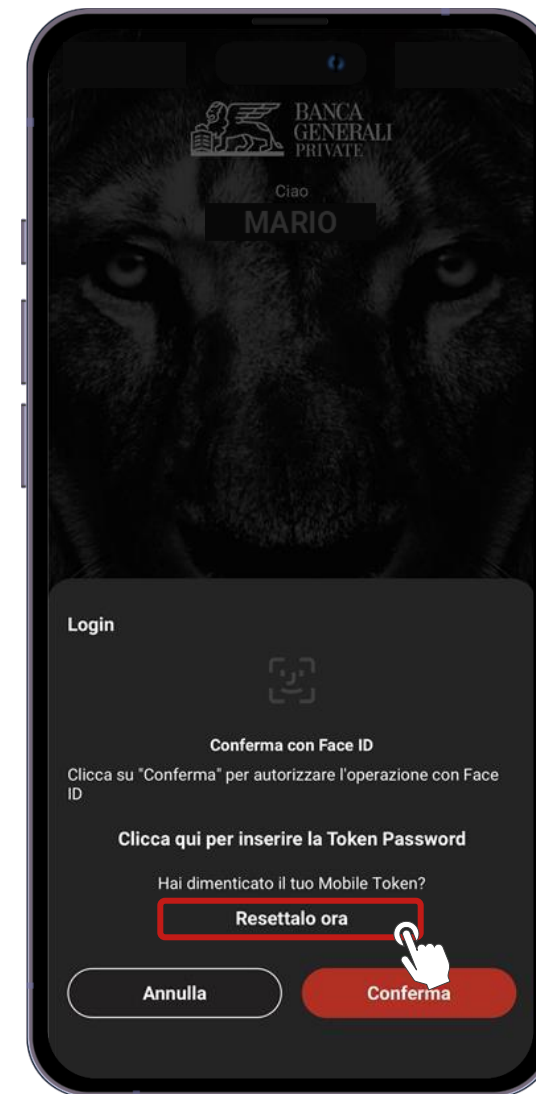 BANCA
GENERALI
PRIVATE
Ciao
MARIO
Login
Conferma con Face ID
Clicca su "Conferma" per autorizzare l'operazione con Face
ID
Clicca qui per inserire la Token Password
Hai dimenticato il tuo Mobile Token?
Resettalo ora
Annulla
Conferma